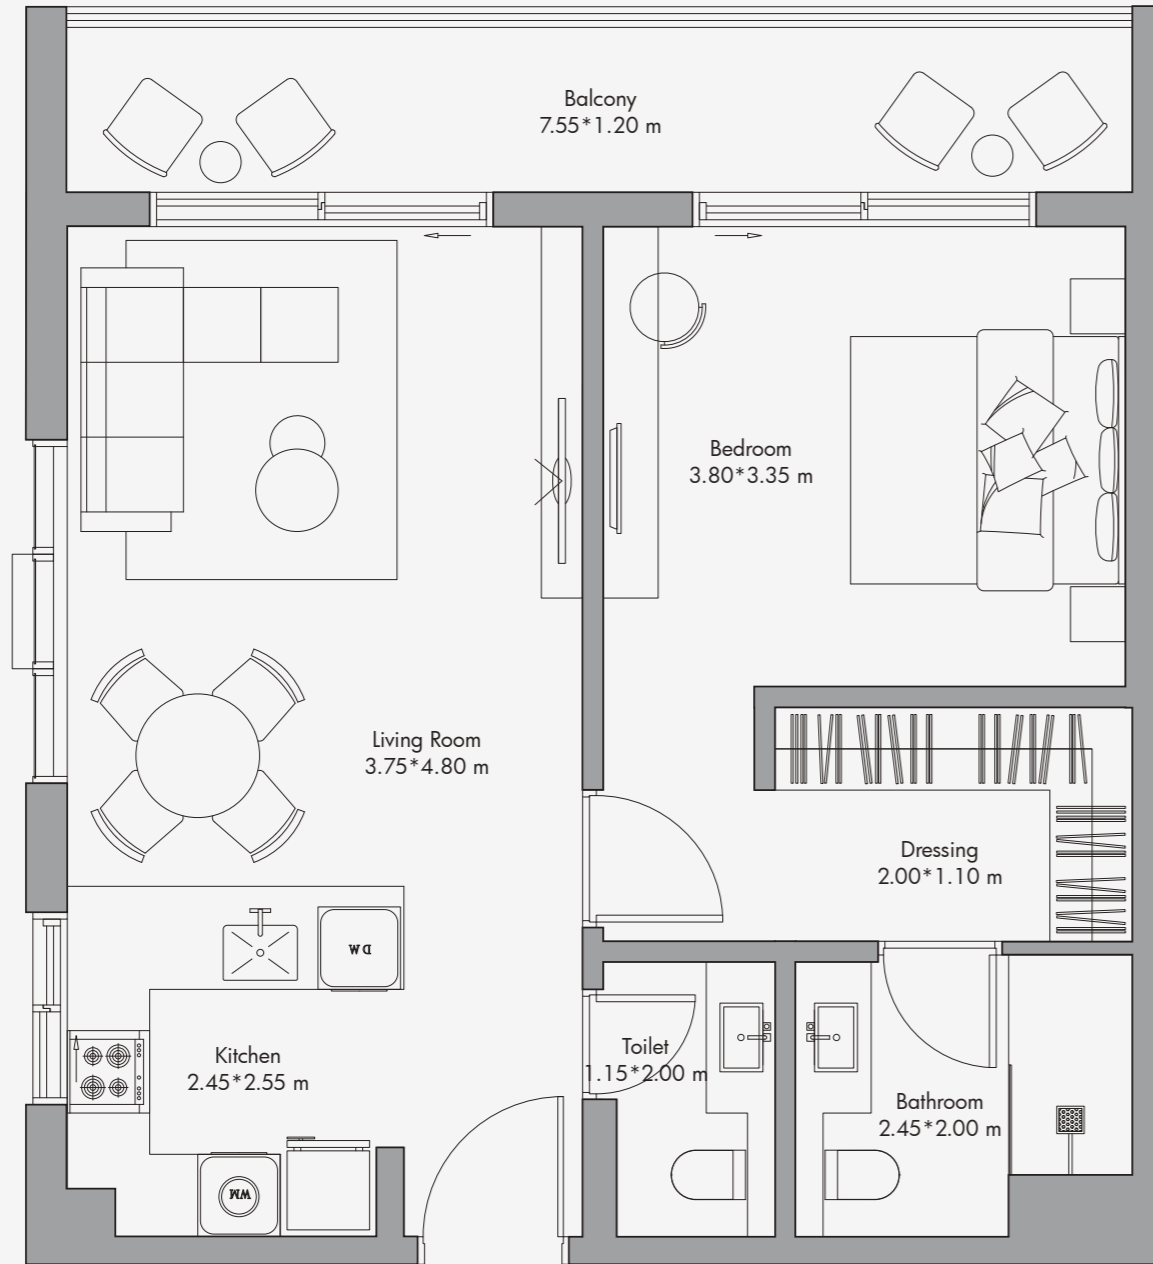 Balcony
7.55*1.20 m
Bedroom
3.80*3.35 m
Living Room
3.75*4.80 m
Dressing
2.00*1.10 m
DW
Kitchen
2.45*2.55 m
Toilet
1.15*2.00 m
Bathroom
2.45*2.00 m
WM